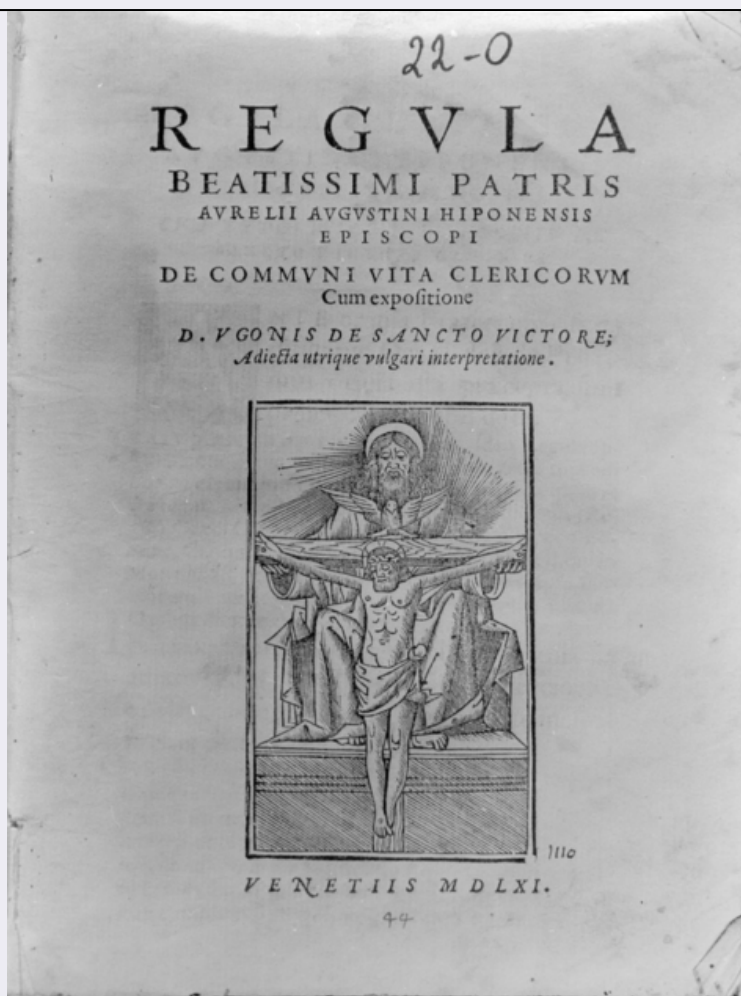 22-0
REGVLA
BEATISSIMI PATRIS
AVRELII AVGVSTINI HIPONENSIS
EPISCOPI
DE COMMVNI VITA CLERICORVM
Cum expoſitione
D. VGONIS DE SANCTO VICTORE;
Adiecta utrique vulgari interpretatione.
1110
VENETIIS MDLXI.
44